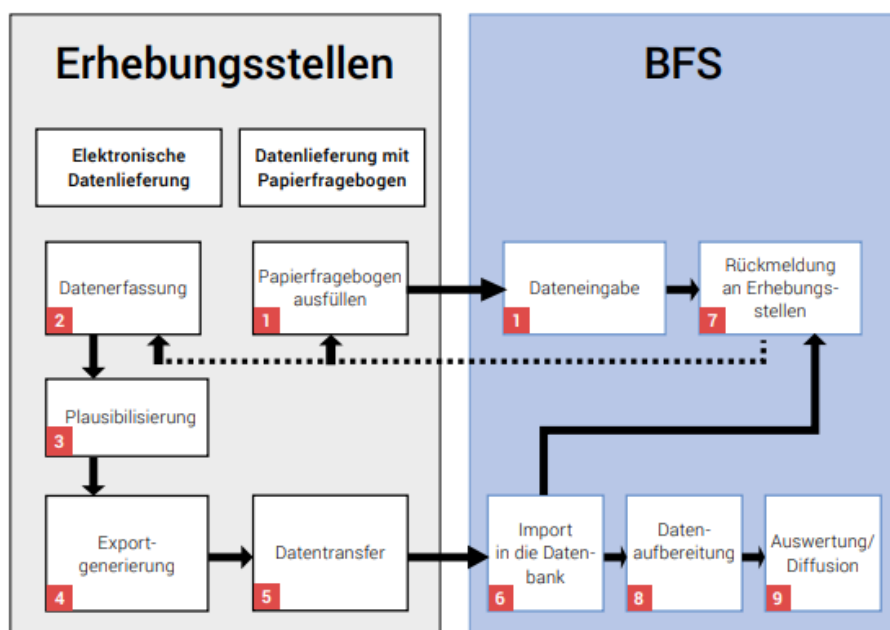 Erhebungsstellen
BFS
Elektronische
Datenlieferung
Datenlieferung mit
Papierfragebogen
Datenerfassung
2
Papierfragebogen
ausfüllen
1
Dateneingabe
1
Rückmeldung
an Erhebungs-
stellen
7
Plausibilisierung
3
Export-
generierung
4
Datentransfer
5
Import
in die Daten-
bank
6
Daten-
aufbereitung
8
Auswertung/
Diffusion
9